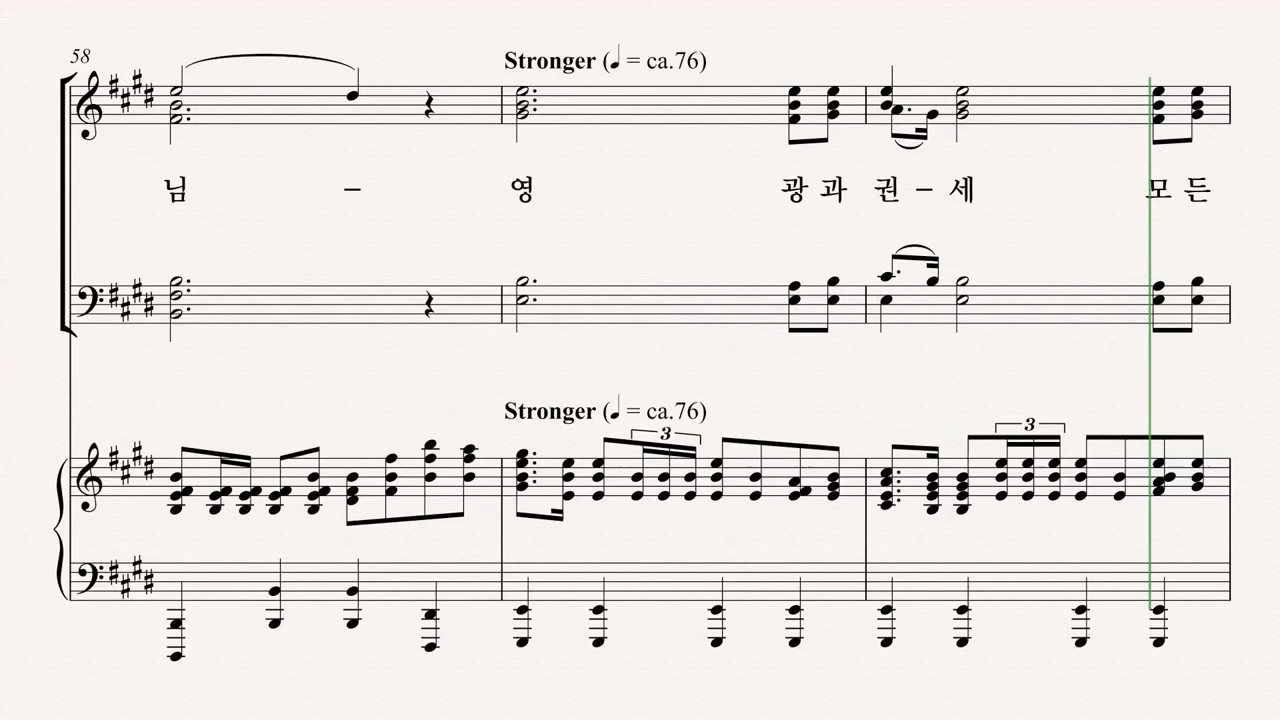 58
Stronger (♩ = ca.76)
님 – 영 광 과 권 – 세 모 든
Stronger (♩ = ca.76)
3
3